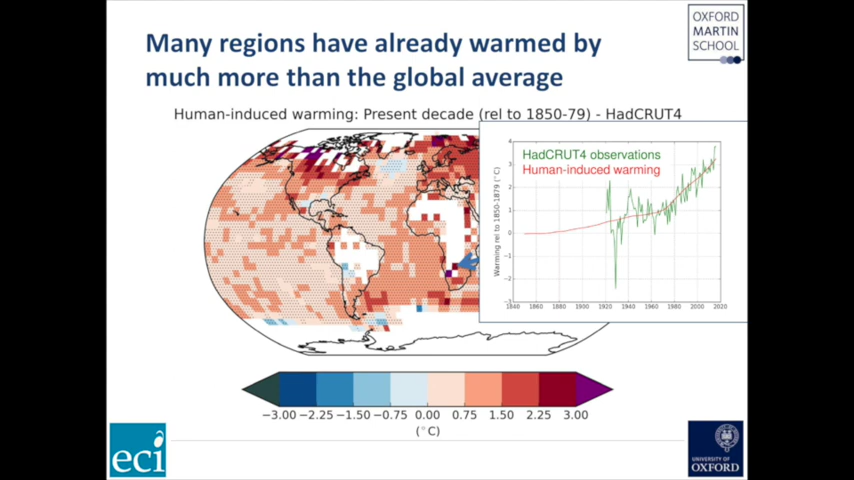 Many regions have already warmed by
much more than the global average
OXFORD
MARTIN
SCHOOL
Human-induced warming: Present decade (rel to 1850-79) - HadCRUT4
HadCRUT4 observations
Human-induced warming
Warming rel to 1850-1879 (°C)
4
3
2
1
0
−1
−2
−3
1840 1860 1880 1900 1920 1940 1960 1980 2000 2020
−3.00 −2.25 −1.50 −0.75 0.00 0.75 1.50 2.25 3.00
(°C)
eci
UNIVERSITY OF
OXFORD